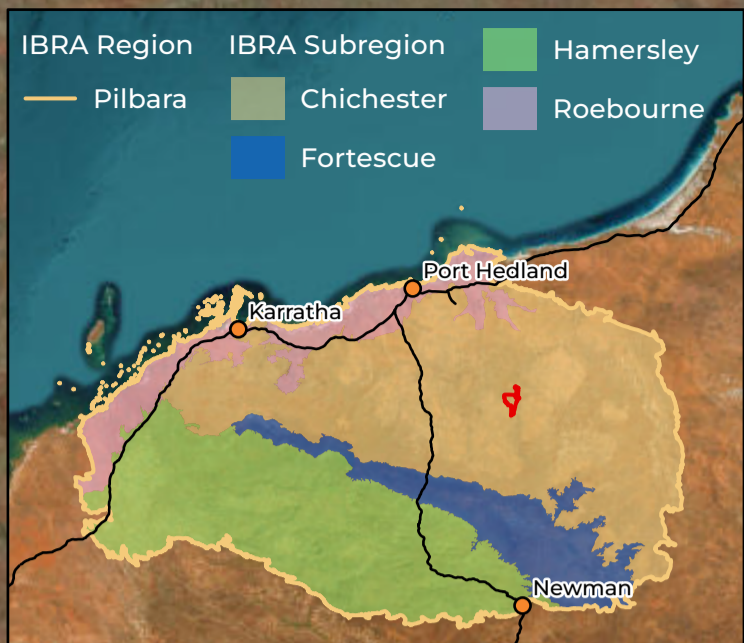 IBRA Region
Pilbara
IBRA Subregion
Chichester
Fortescue
Hamersley
Roebourne
Port Hedland
Karratha
Newman